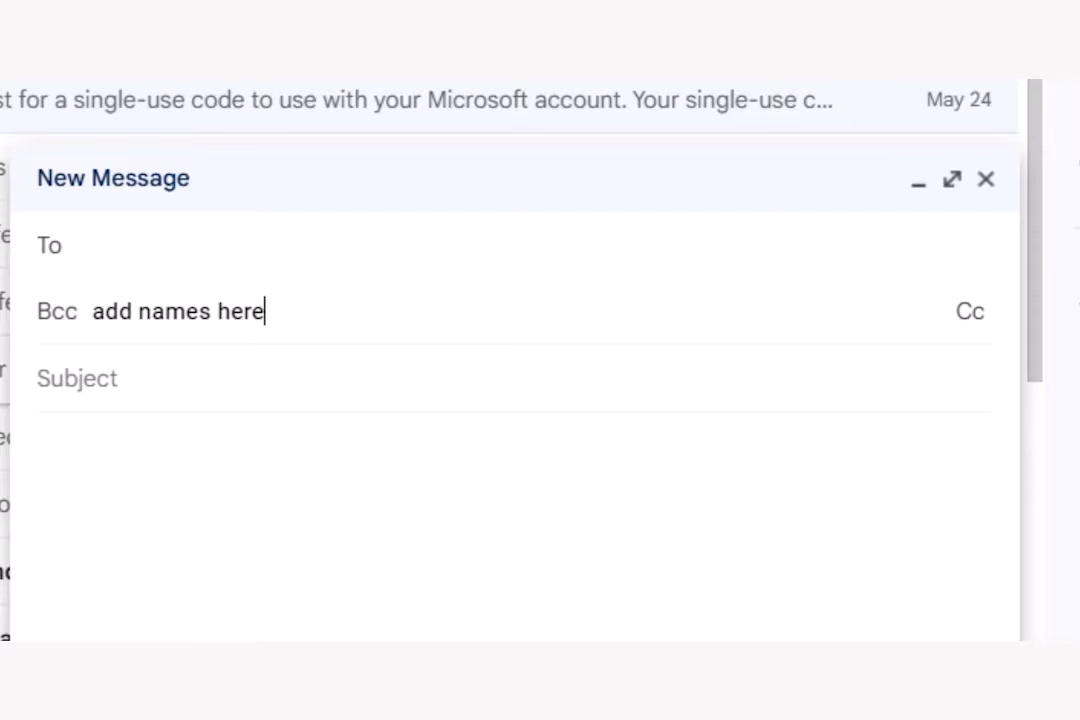 st for a single-use code to use with your Microsoft account. Your single-use c... May 24
New Message
To
Bcc add names here Cc
Subject